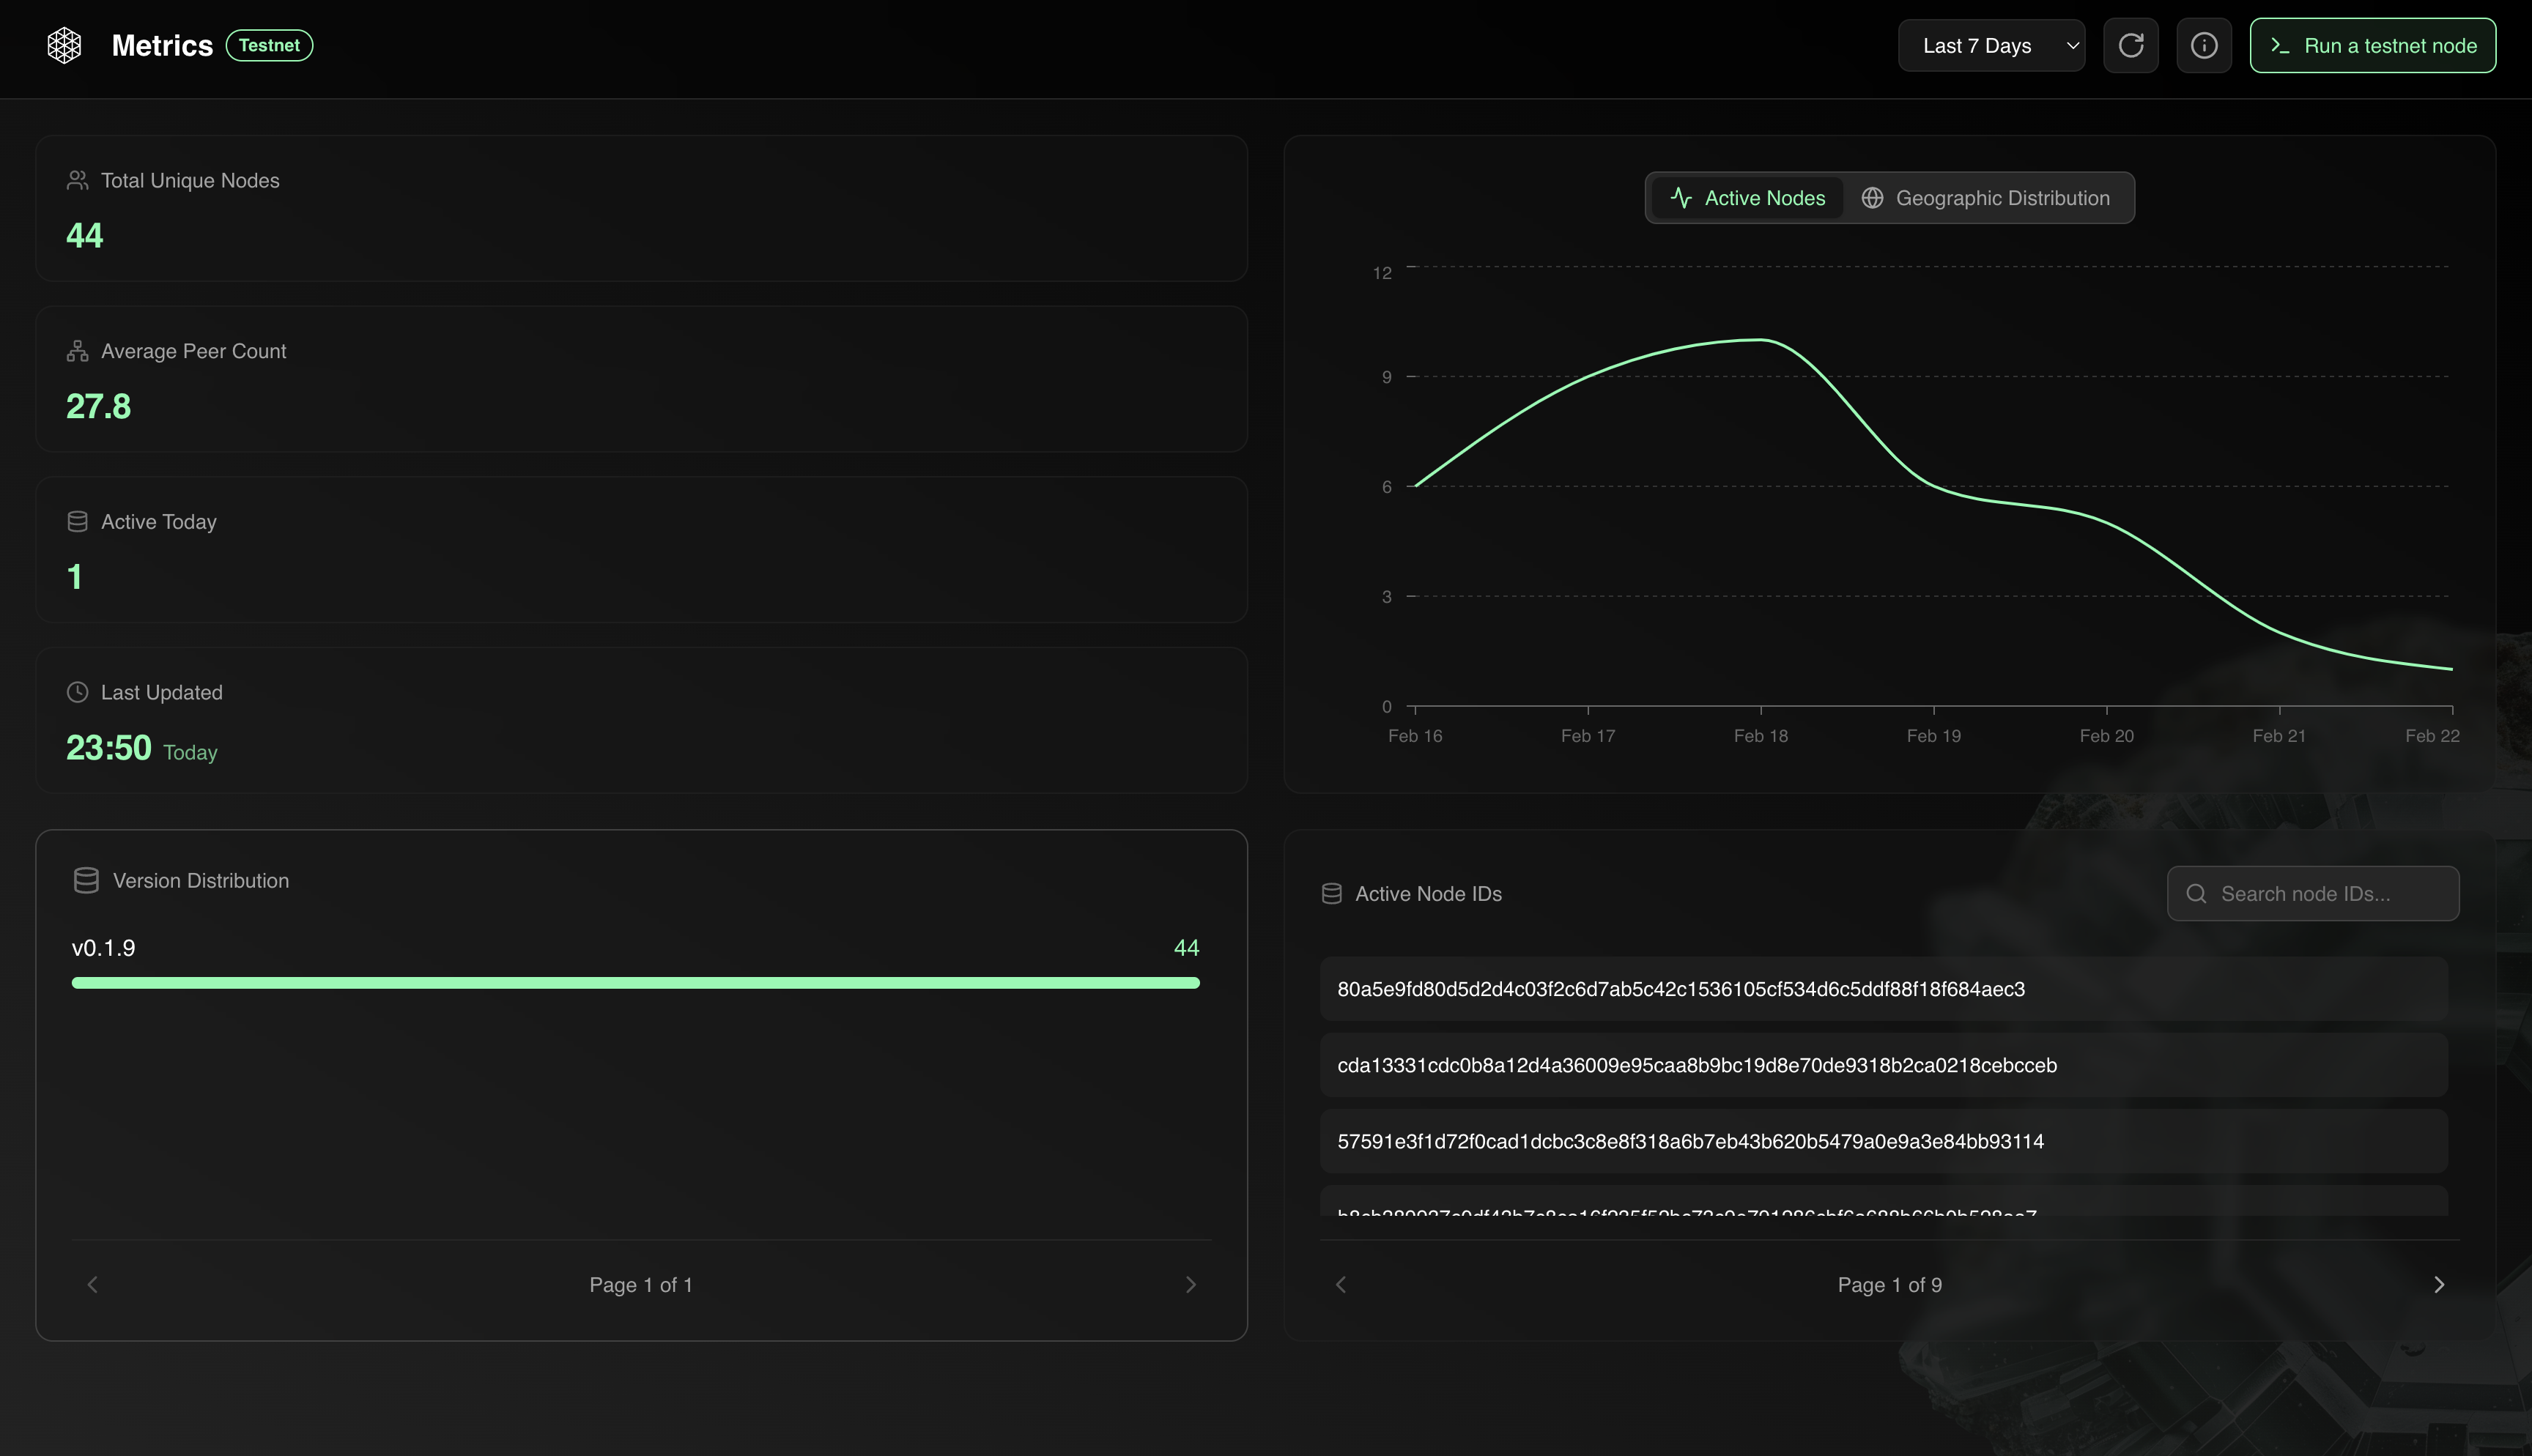 Metrics
Testnet
Last 7 Days
Run a testnet node
Total Unique Nodes
44
Average Peer Count
27.8
Active Today
1
Last Updated
23:50 Today
Active Nodes
Geographic Distribution
12
9
6
3
0
Feb 16
Feb 17
Feb 18
Feb 19
Feb 20
Feb 21
Feb 22
Version Distribution
v0.1.9
44
Page 1 of 1
Active Node IDs
Search node IDs...
80a5e9fd80d5d2d4c03f2c6d7ab5c42c1536105cf534d6c5ddf88f18f684aec3
cda13331cdc0b8a12d4a36009e95caa8b9bc19d8e70de9318b2ca0218cebcceb
57591e3f1d72f0cad1dcbc3c8e8f318a6b7eb43b620b5479a0e9a3e84bb93114
Page 1 of 9